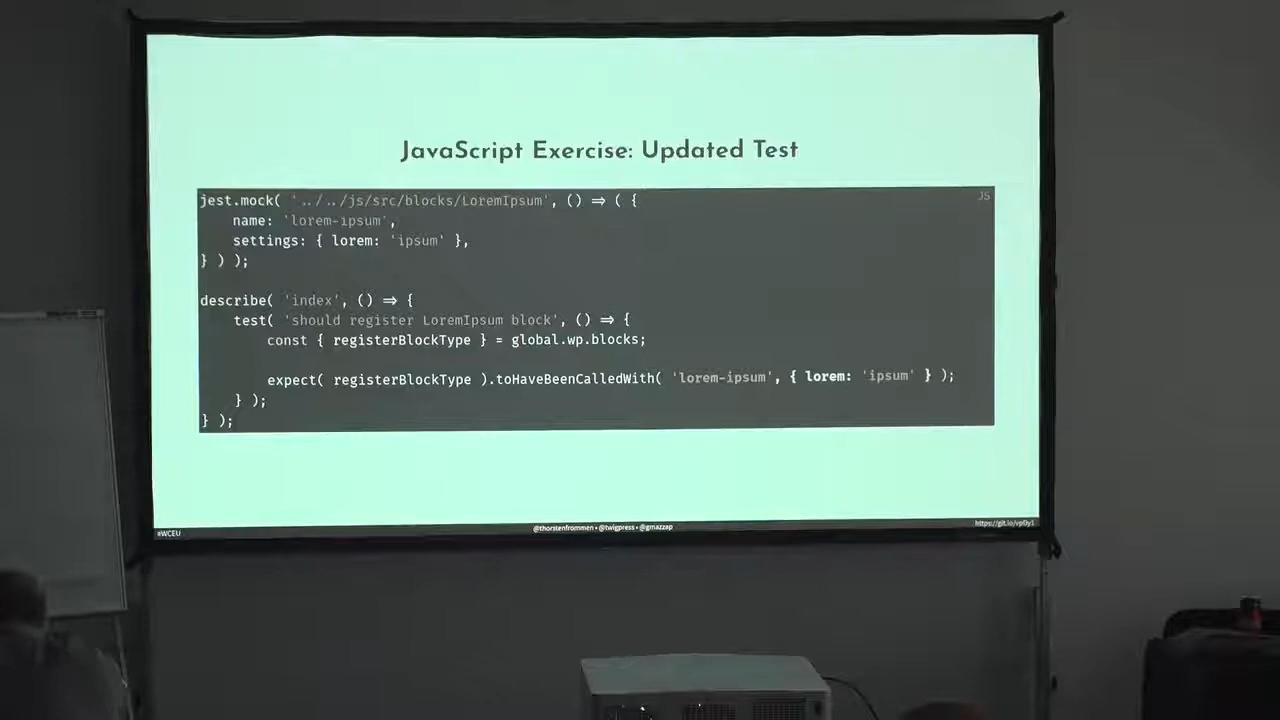 JavaScript Exercise: Updated Test
JS
jest.mock( '../../js/src/blocks/LoremIpsum', () ⇒ ( {
    name: 'lorem-ipsum',
    settings: { lorem: 'ipsum' },
} ) );

describe( 'index', () ⇒ {
    test( 'should register LoremIpsum block', () ⇒ {
        const { registerBlockType } = global.wp.blocks;

        expect( registerBlockType ).toHaveBeenCalledWith( 'lorem-ipsum', { lorem: 'ipsum' } );
    } );
} );
#WCEU
@thorstenfrommen • @twigpress • @gmazzap